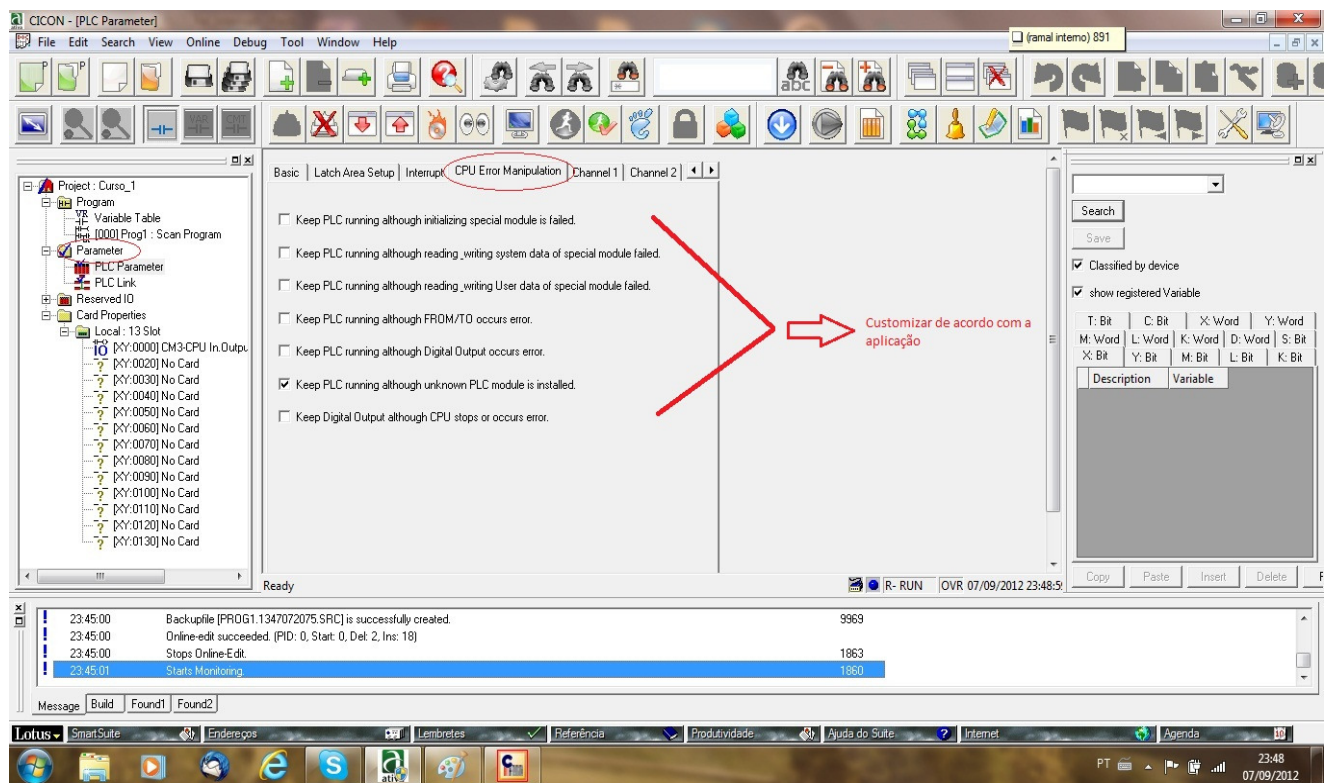 CICON - [PLC Parameter]
(ramal interno) 891
File Edit Search View Online Debug Tool Window Help
Project : Curso_1
Program
Variable Table
[000] Prog1 : Scan Program
Parameter
PLC Parameter
PLC Link
Reserved IO
Card Properties
Local : 13 Slot
[XY:0000] CM3-CPU In.Outpu
[XY:0020] No Card
[XY:0030] No Card
[XY:0040] No Card
[XY:0050] No Card
[XY:0060] No Card
[XY:0070] No Card
[XY:0080] No Card
[XY:0090] No Card
[XY:0100] No Card
[XY:0110] No Card
[XY:0120] No Card
[XY:0130] No Card
Basic Latch Area Setup Interrupt CPU Error Manipulation Channel 1 Channel 2
Keep PLC running although initializing special module is failed.
Keep PLC running although reading_writing system data of special module failed.
Keep PLC running although reading_writing User data of special module failed.
Keep PLC running although FROM/TO occurs error.
Keep PLC running although Digital Output occurs error.
Keep PLC running although unknown PLC module is installed.
Keep Digital Output although CPU stops or occurs error.
Customizar de acordo com a
aplicação
Search
Save
Classified by device
show registered Variable
T: Bit C: Bit X: Word Y: Word
M: Word L: Word K: Word D: Word S: Bit
X: Bit Y: Bit M: Bit L: Bit K: Bit
Description Variable
Copy Paste Insert Delete F
Ready R- RUN OVR 07/09/2012 23:48:5
23:45:00 Backupfile [PROG1.1347072075.SRC] is successfully created. 9969
23:45:00 Online-edit succeeded. (PID: 0, Start: 0, Del: 2, Ins: 18)
23:45:00 Stops Online-Edit. 1863
23:45:01 Starts Monitoring. 1860
Message Build Found1 Found2
Lotus SmartSuite Endereços Lembretes Referência Produtividade Ajuda do Suite Internet Agenda
PT 23:48
07/09/2012